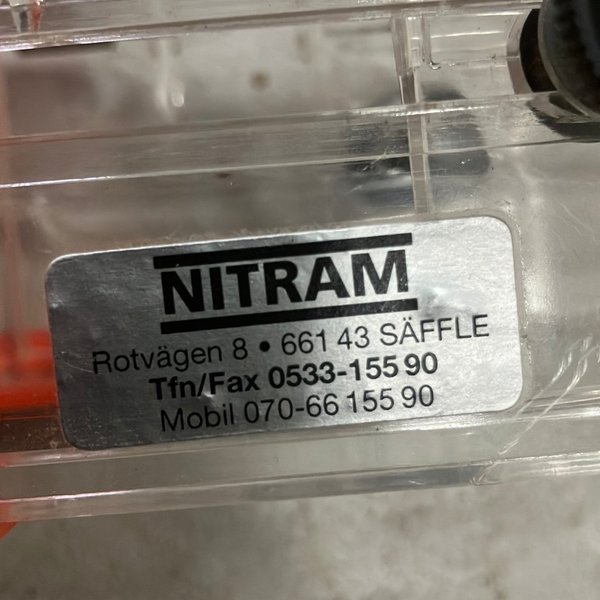 NITRAM
Rotvägen 8 • 661 43 SÄFFLE
Tfn/Fax 0533-155 90
Mobil 070-66 155 90